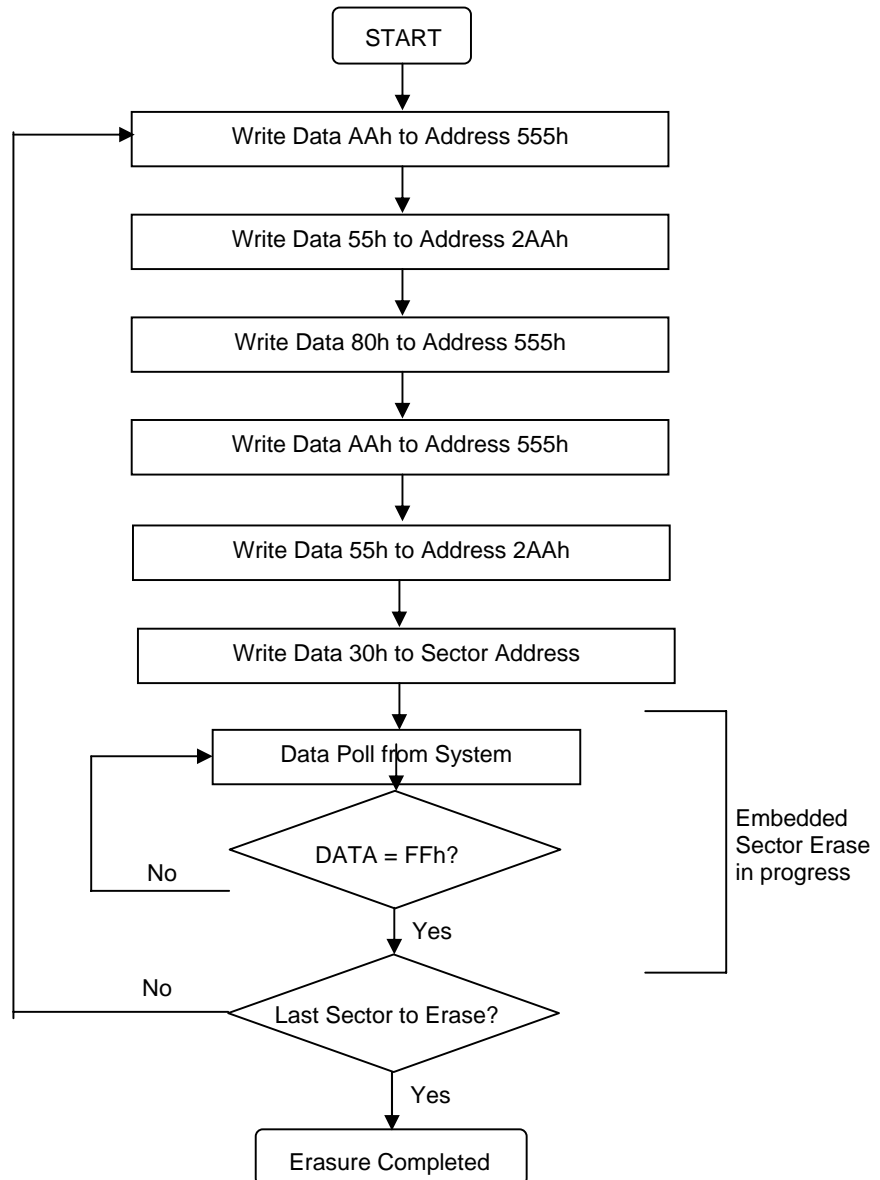 START
Write Data AAh to Address 555h
Write Data 55h to Address 2AAh
Write Data 80h to Address 555h
Write Data AAh to Address 555h
Write Data 55h to Address 2AAh
Write Data 30h to Sector Address
Data Poll from System
DATA = FFh?
No
Yes
Embedded
Sector Erase
in progress
Last Sector to Erase?
No
Yes
Erasure Completed